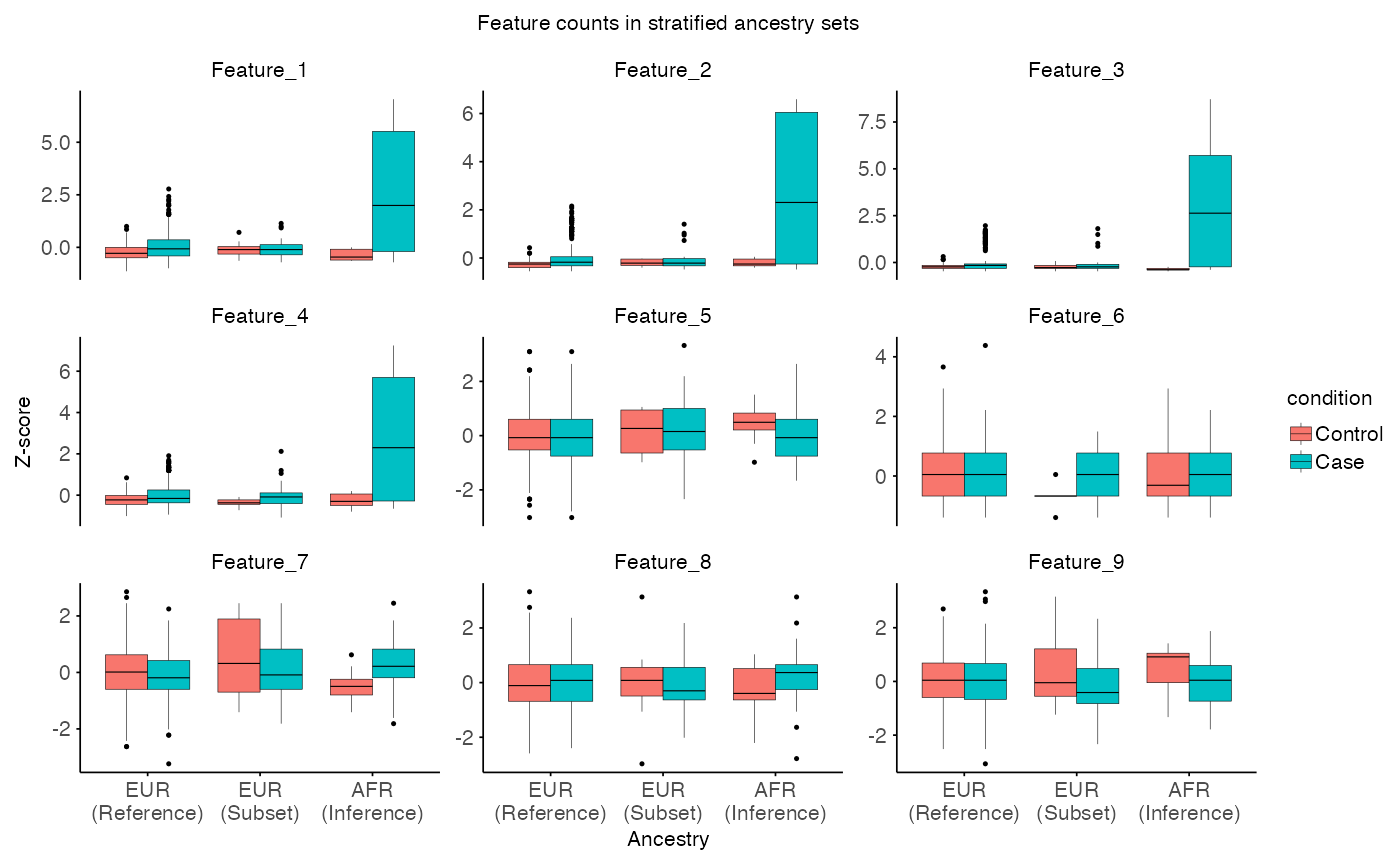 Feature counts in stratified ancestry sets
Feature_1
Feature_2
Feature_3
5.0
2.5
0.0
6
4
2
0
7.5
5.0
2.5
0.0
Feature_4
Feature_5
Feature_6
6
4
2
0
2
0
-2
4
2
0
Feature_7
Feature_8
Feature_9
2
0
-2
2
0
-2
2
0
-2
Z-score
EUR
(Reference)
EUR
(Subset)
AFR
(Inference)
EUR
(Reference)
EUR
(Subset)
AFR
(Inference)
EUR
(Reference)
EUR
(Subset)
AFR
(Inference)
Ancestry
condition
Control
Case